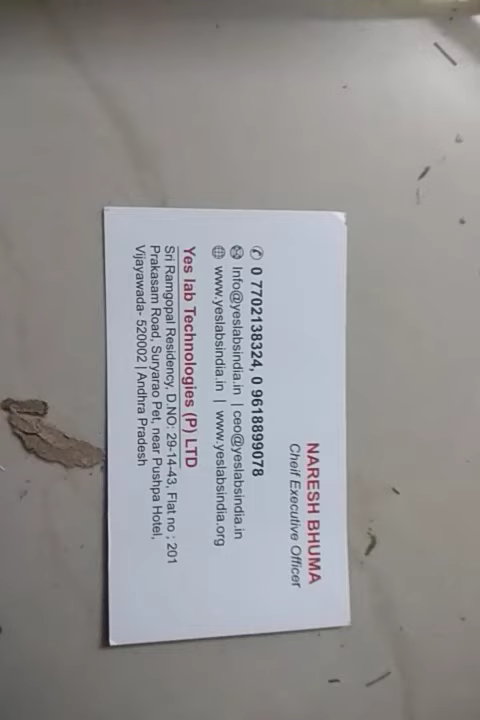 NARESH BHUMA
Cheif Executive Officer
0 7702138324, 0 9618899078
Info@yeslabsindia.in | ceo@yeslabsindia.in
www.yeslabsindia.in | www.yeslabsindia.org
Yes lab Technologies (P) LTD
Sri Ramgopal Residency, D.NO: 29-14-43, Flat no ; 201
Prakasam Road, Suryarao Pet, near Pushpa Hotel,
Vijayawada- 520002 | Andhra Pradesh